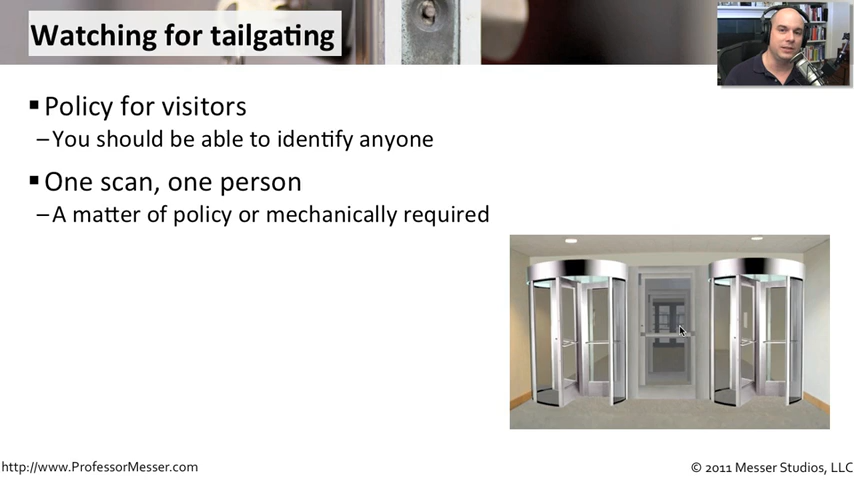 Watching for tailgating
▪ Policy for visitors
–You should be able to identify anyone
▪ One scan, one person
–A matter of policy or mechanically required
http://www.ProfessorMesser.com
© 2011 Messer Studios, LLC